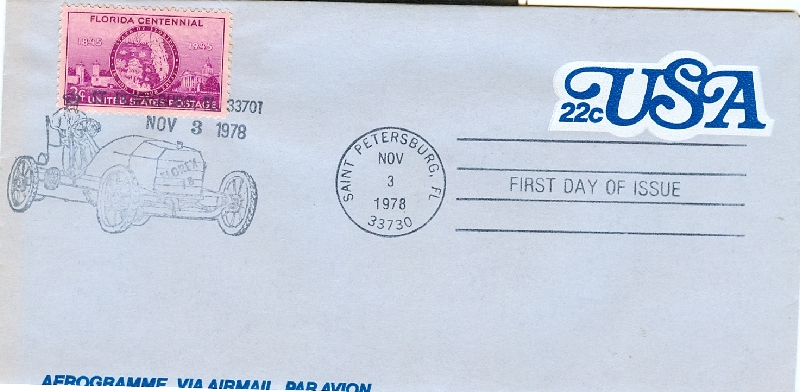 FLORIDA CENTENNIAL
1845 1945
3c UNITED STATES POSTAGE
33701
NOV 3 1978
SAINT PETERSBURG, FL
NOV
3
1978
33730
FIRST DAY OF ISSUE
22c USA
AEROGRAMME VIA AIRMAIL PAR AVION